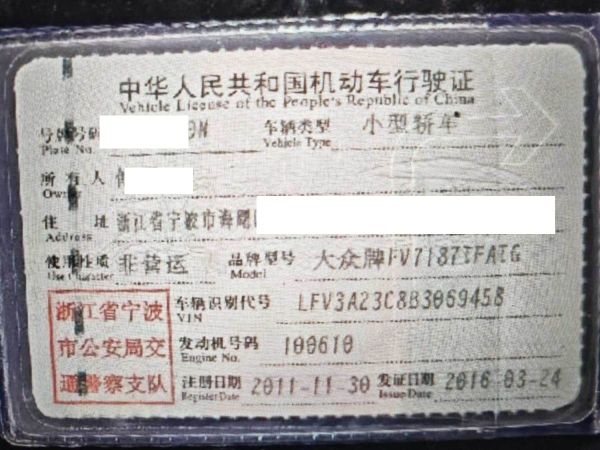 中华人民共和国机动车行驶证
Vehicle License of the People's Republic of China
号牌号码 9N 车辆类型 小型轿车
Plate No. Vehicle Type
所有人
Owner
住址 浙江省宁波市海曙
Address
使用性质 非营运 品牌型号 大众牌FV7187TFATG
Use Character Model
浙江省宁波
市公安局交
通警察支队
车辆识别代号 LFV3A23C8B3069458
VIN
发动机号码 100610
Engine No.
注册日期 2011-11-30 发证日期 2016-03-24
Register Date Issue Date